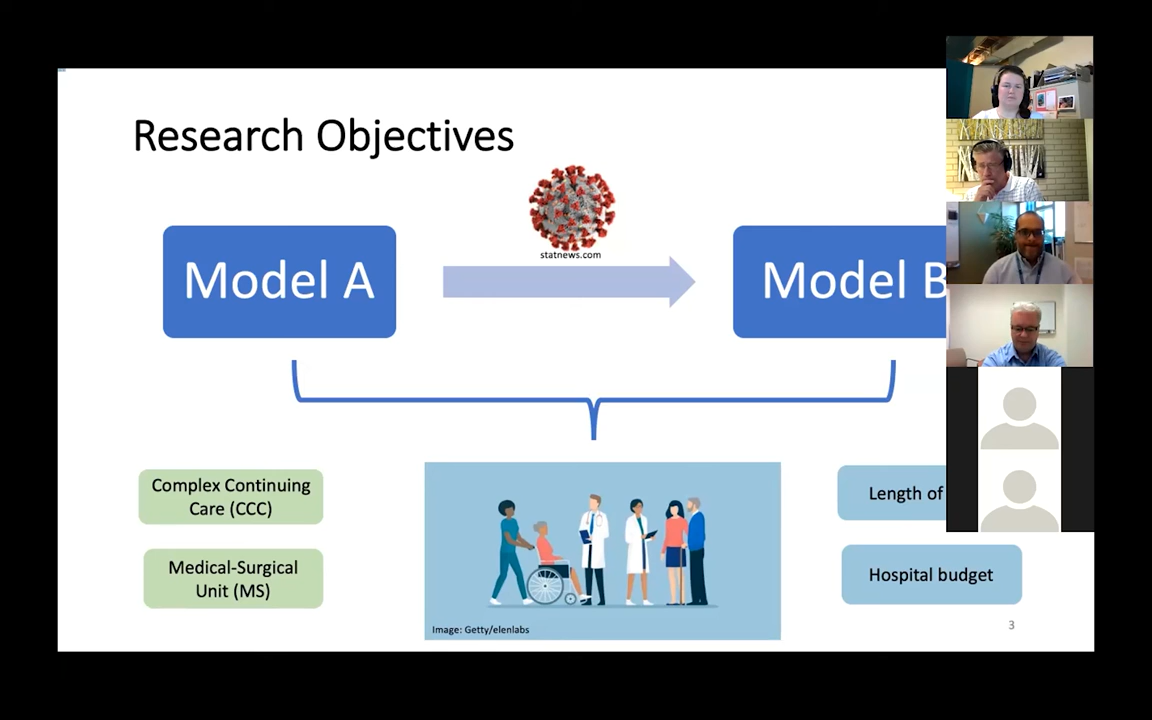 Research Objectives
statnews.com
Model A
Model B
Complex Continuing
Care (CCC)
Length of
Medical-Surgical
Unit (MS)
Hospital budget
Image: Getty/elenlabs
3